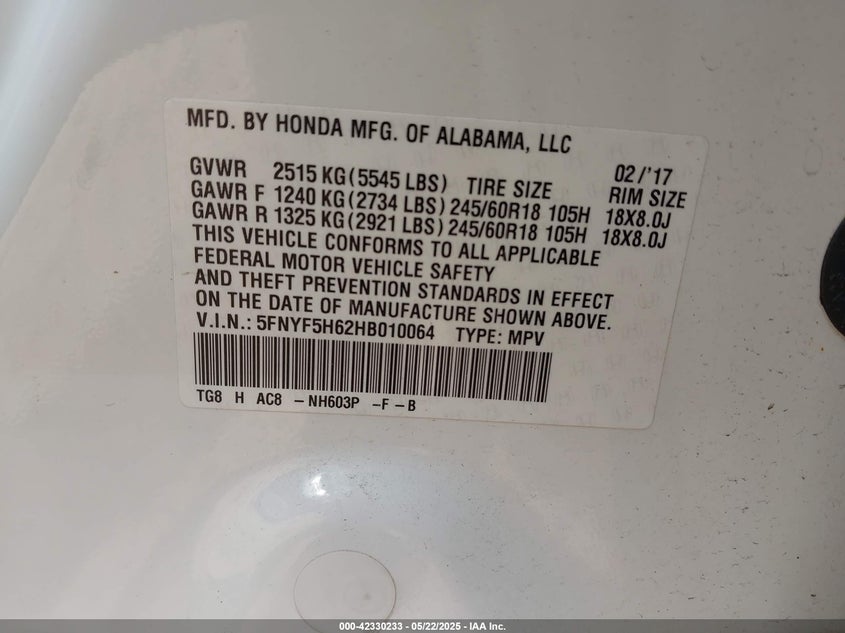 MFD. BY HONDA MFG. OF ALABAMA, LLC
02/'17
GVWR 2515 KG(5545 LBS) TIRE SIZE RIM SIZE
GAWR F 1240 KG(2734 LBS) 245/60R18 105H 18X8.0J
GAWR R 1325 KG(2921 LBS) 245/60R18 105H 18X8.0J
THIS VEHICLE CONFORMS TO ALL APPLICABLE
FEDERAL MOTOR VEHICLE SAFETY
AND THEFT PREVENTION STANDARDS IN EFFECT
ON THE DATE OF MANUFACTURE SHOWN ABOVE.
V.I.N.: 5FNYF5H62HB010064 TYPE: MPV
TG8 H AC8 -NH603P -F-B
000-42330233 - 05/22/2025 - IAA Inc.